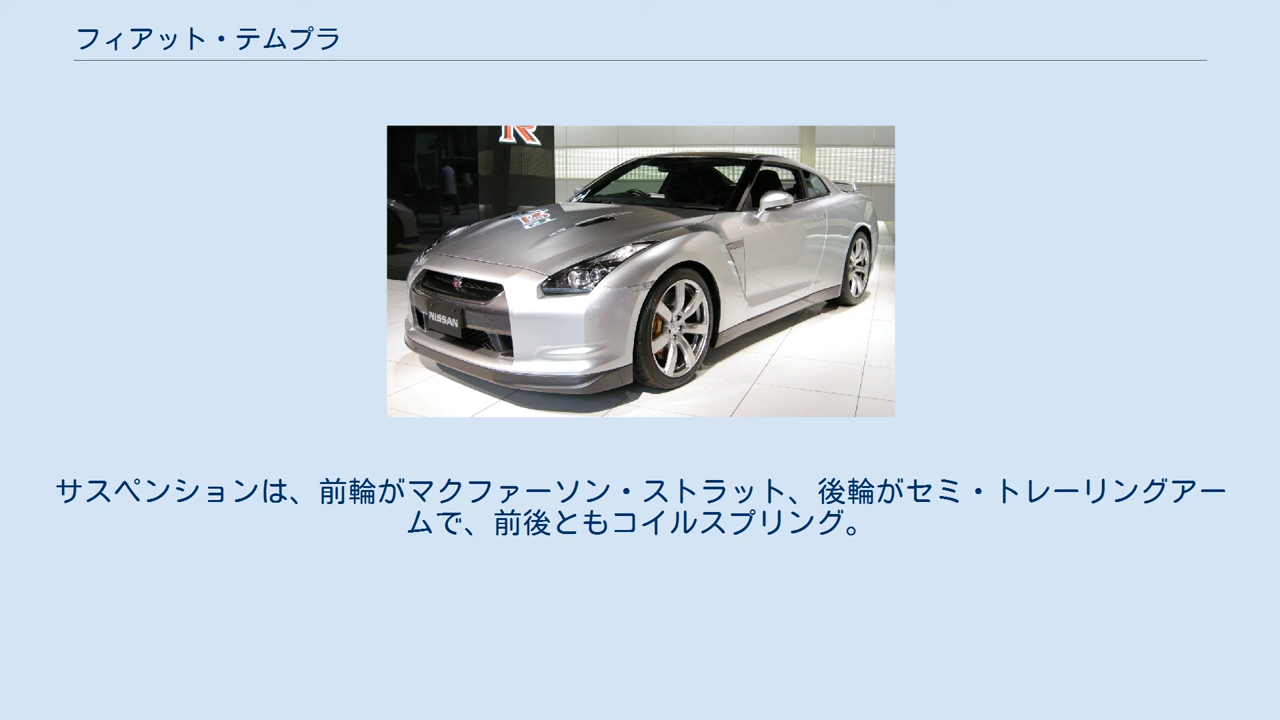 フィアット・テムプラ
R
R
NISSAN
サスペンションは、前輪がマクファーソン・ストラット、後輪がセミ・トレーリングアー
ムで、前後ともコイルスプリング。